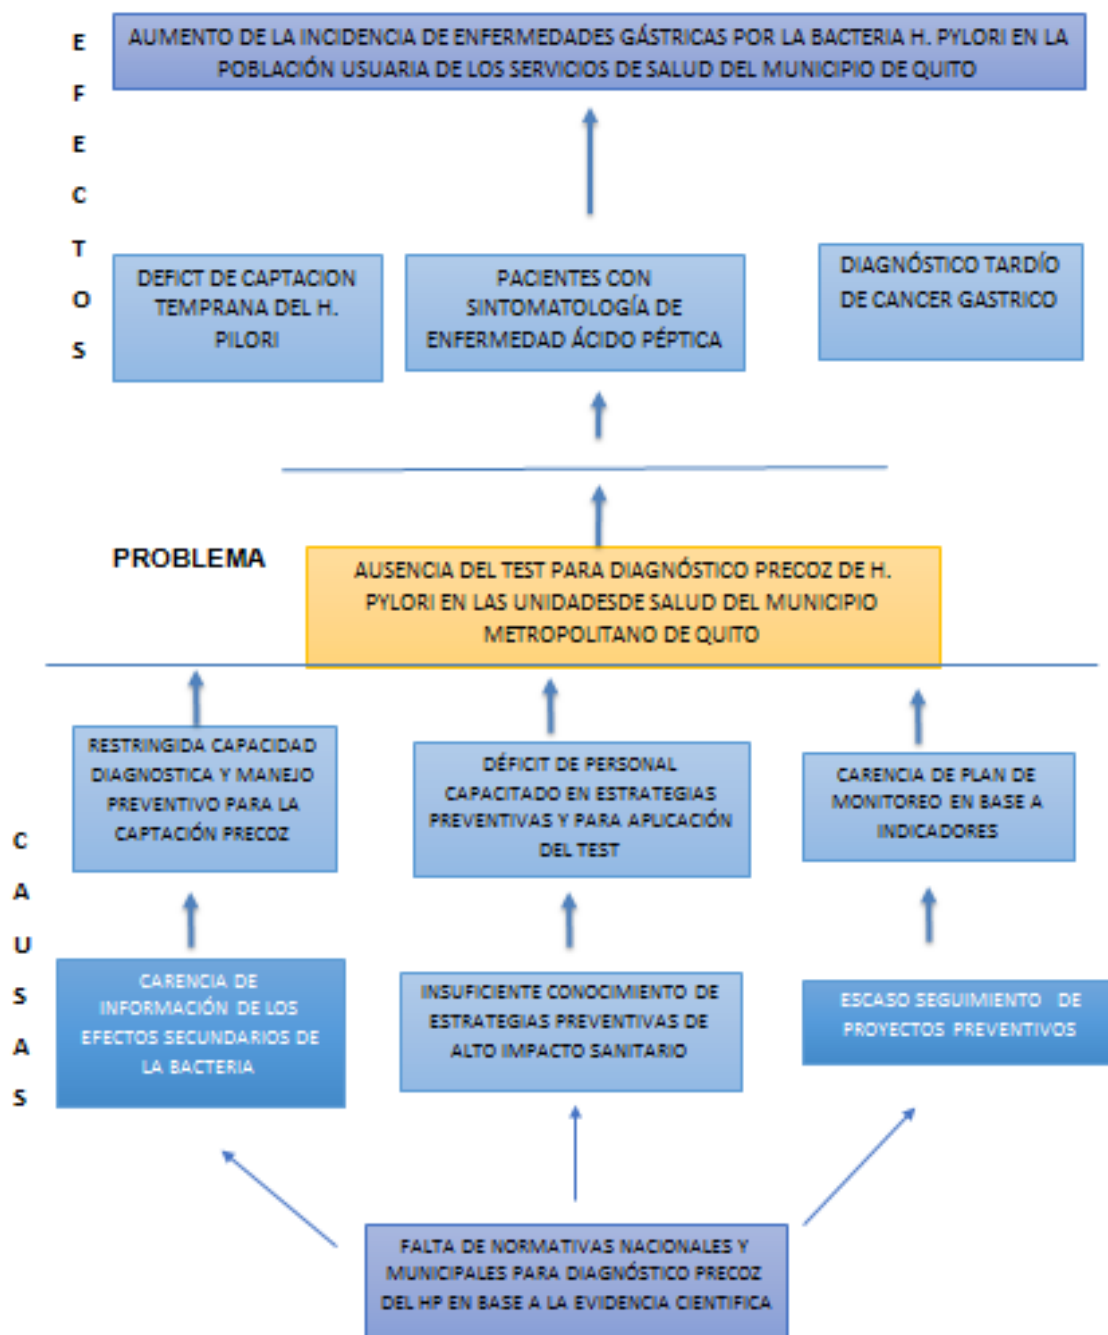 EFECTOS
AUMENTO DE LA INCIDENCIA DE ENFERMEDADES GÁSTRICAS POR LA BACTERIA H. PYLORI EN LA
POBLACIÓN USUARIA DE LOS SERVICIOS DE SALUD DEL MUNICIPIO DE QUITO
DEFICT DE CAPTACION
TEMPRANA DEL H.
PILORI
PACIENTES CON
SINTOMATOLOGÍA DE
ENFERMEDAD ÁCIDO PÉPTICA
DIAGNÓSTICO TARDÍO
DE CANCER GASTRICO
PROBLEMA
AUSENCIA DEL TEST PARA DIAGNÓSTICO PRECOZ DE H.
PYLORI EN LAS UNIDADESDE SALUD DEL MUNICIPIO
METROPOLITANO DE QUITO
CAUSAS
RESTRINGIDA CAPACIDAD
DIAGNOSTICA Y MANEJO
PREVENTIVO PARA LA
CAPTACIÓN PRECOZ
DÉFICIT DE PERSONAL
CAPACITADO EN ESTRATEGIAS
PREVENTIVAS Y PARA APLICACIÓN
DEL TEST
CARENCIA DE PLAN DE
MONITOREO EN BASE A
INDICADORES
CARENCIA DE
INFORMACIÓN DE LOS
EFECTOS SECUNDARIOS DE
LA BACTERIA
INSUFICIENTE CONOCIMIENTO DE
ESTRATEGIAS PREVENTIVAS DE
ALTO IMPACTO SANITARIO
ESCASO SEGUIMIENTO DE
PROYECTOS PREVENTIVOS
FALTA DE NORMATIVAS NACIONALES Y
MUNICIPALES PARA DIAGNÓSTICO PRECOZ
DEL HP EN BASE A LA EVIDENCIA CIENTIFICA